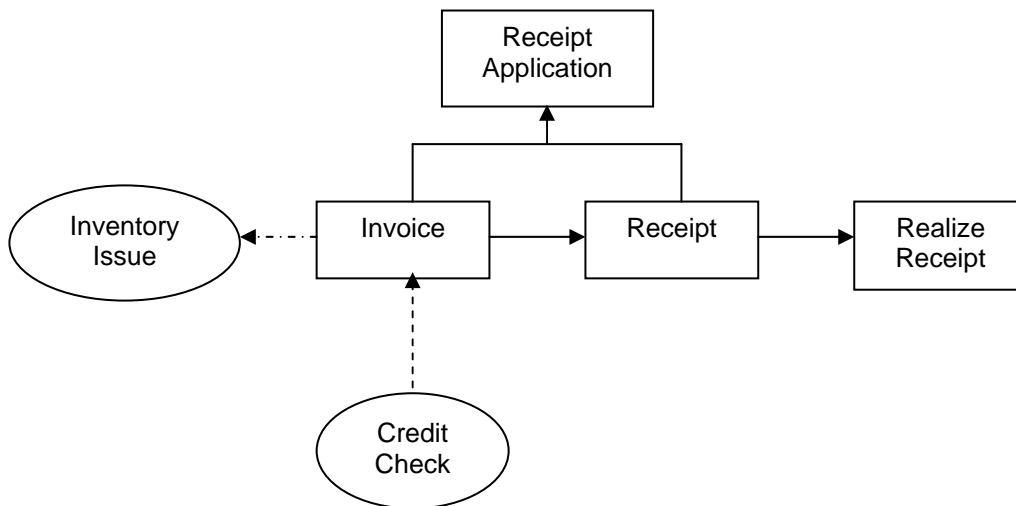 Receipt
Application
Inventory
Issue
Invoice
Receipt
Realize
Receipt
Credit
Check